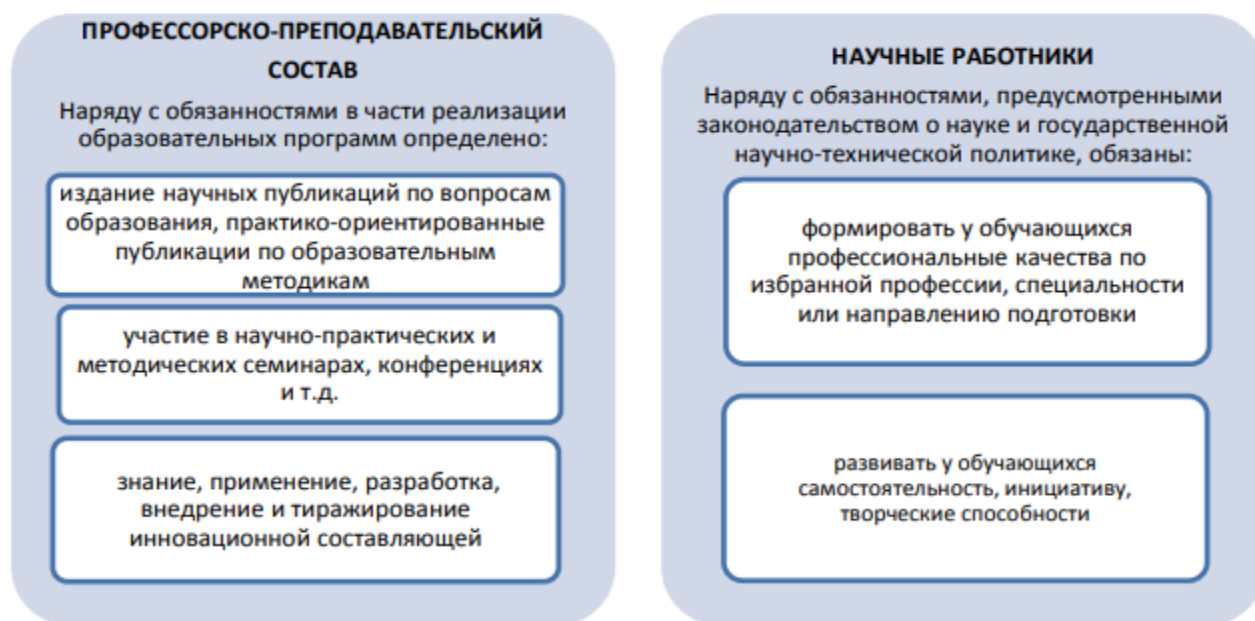 ПРОФЕССОРСКО-ПРЕПОДАВАТЕЛЬСКИЙ
СОСТАВ
Наряду с обязанностями в части реализации
образовательных программ определено:
издание научных публикаций по вопросам
образования, практико-ориентированные
публикации по образовательным
методикам
участие в научно-практических и
методических семинарах, конференциях
и т.д.
знание, применение, разработка,
внедрение и тиражирование
инновационной составляющей
НАУЧНЫЕ РАБОТНИКИ
Наряду с обязанностями, предусмотренными
законодательством о науке и государственной
научно-технической политике, обязаны:
формировать у обучающихся
профессиональные качества по
избранной профессии, специальности
или направлению подготовки
развивать у обучающихся
самостоятельность, инициативу,
творческие способности